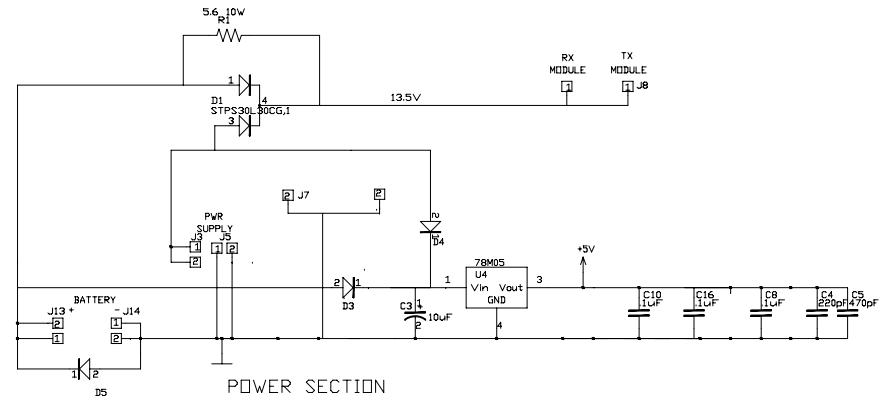 5.6 10W
R1
RX
MODULE
TX
MODULE
1
1
J8
1
D1
4
STPS30L30CG,1
3
13.5V
2
J7
2
PWR
SUPPLY
J3
J5
1
1
2
2
2
1
D4
+5V
78M05
U4
1
Vin Vout
3
GND
4
2
1
D3
C3
1
+
10uF
2
BATTERY
J13
+
-
J14
2
1
1
2
1
2
D5
C10
.1uF
C16
.1uF
C8
.1uF
C4
220pF
C5
470pF
POWER SECTION